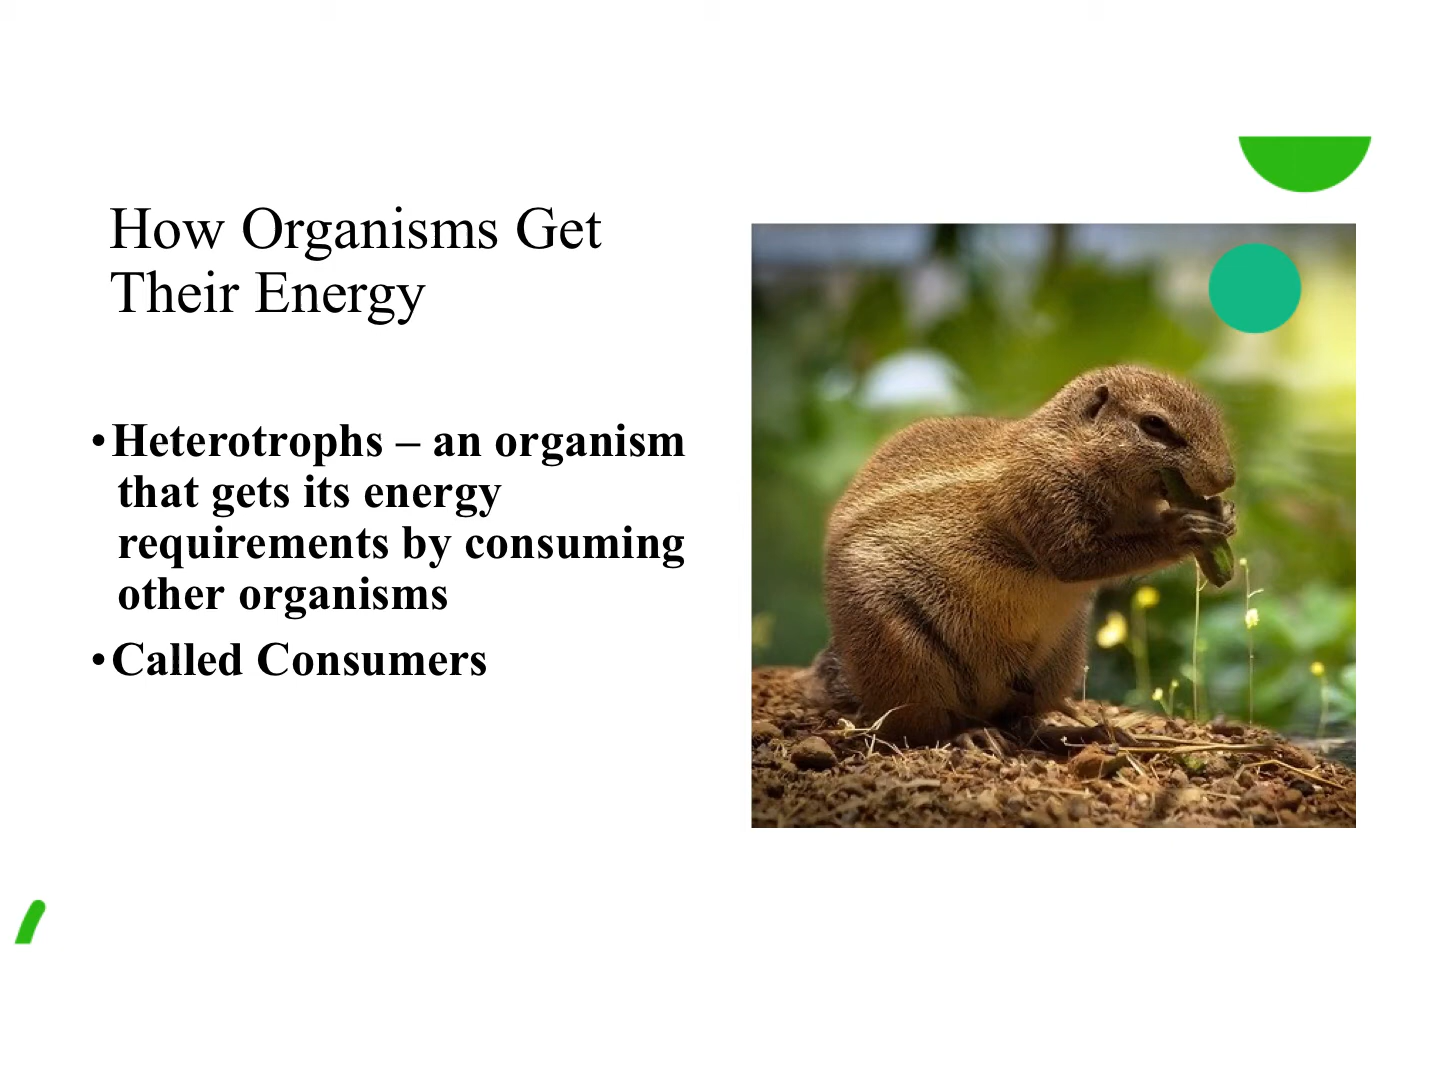 How Organisms Get
Their Energy
•Heterotrophs – an organism
that gets its energy
requirements by consuming
other organisms
•Called Consumers